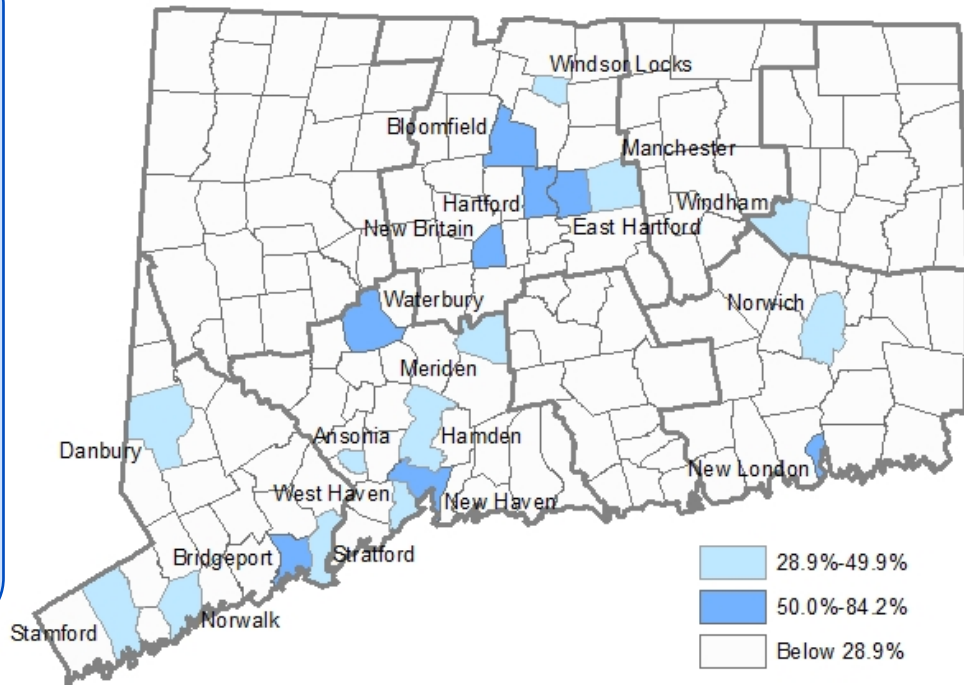 Windsor Locks
Bloomfield
Manchester
Hartford
Windham
New Britain
East Hartford
Waterbury
Norwich
Meriden
Ansonia
Hamden
Danbury
New London
West Haven
New Haven
Bridgeport
Stratford
28.9%-49.9%
50.0%-84.2%
Stamford
Norwalk
Below 28.9%